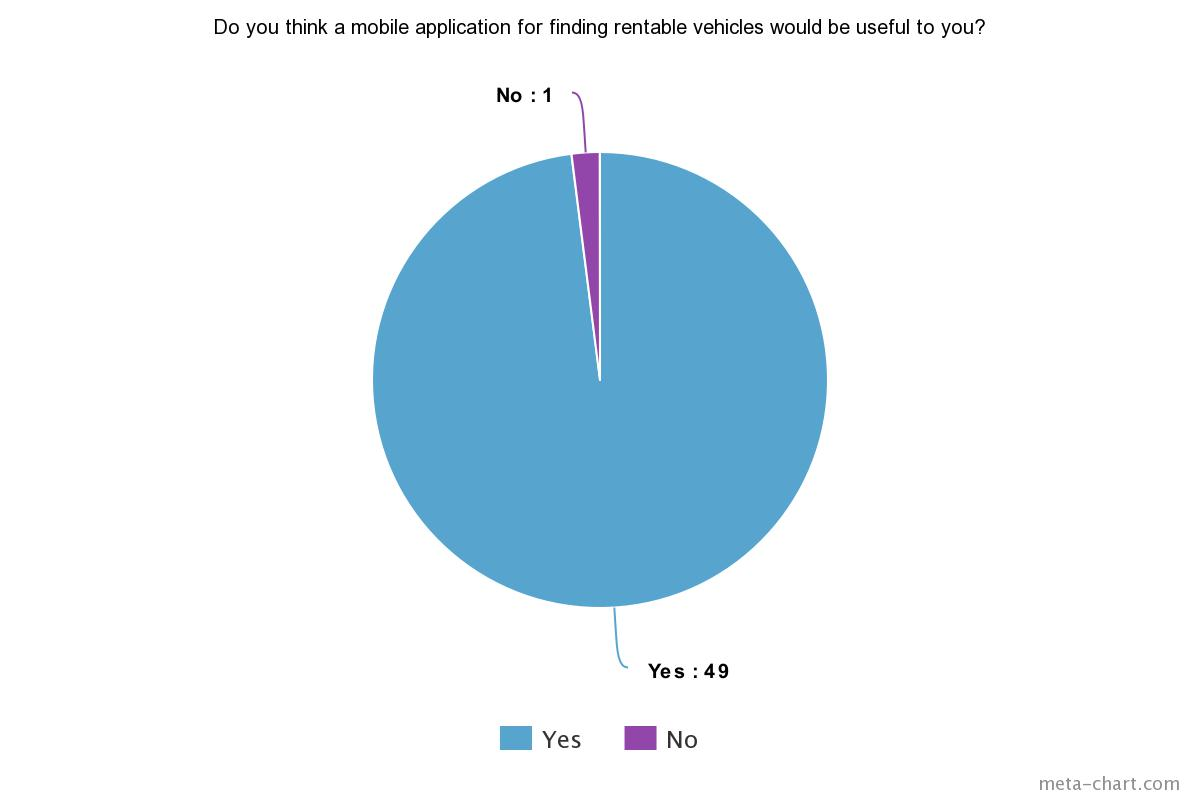 Do you think a mobile application for finding rentable vehicles would be useful to you?
No : 1
Yes : 49
Yes
No
meta-chart.com